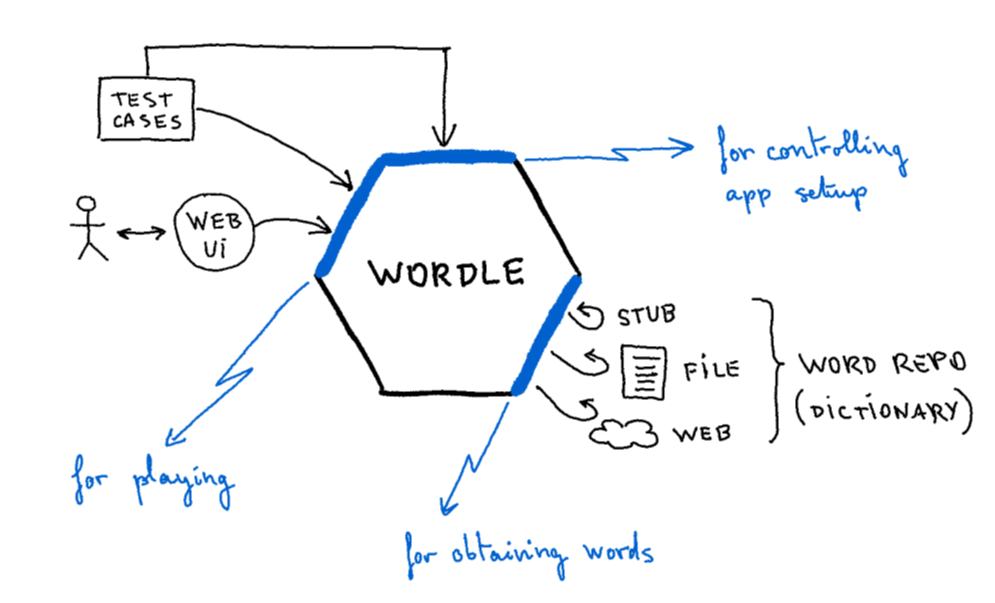 TEST
CASES
for controlling
app setup
WEB
Ui
WORDLE
STUB
FiLE
WORD REPO
(DiCTiONARY)
WEB
for playing
for obtaining words